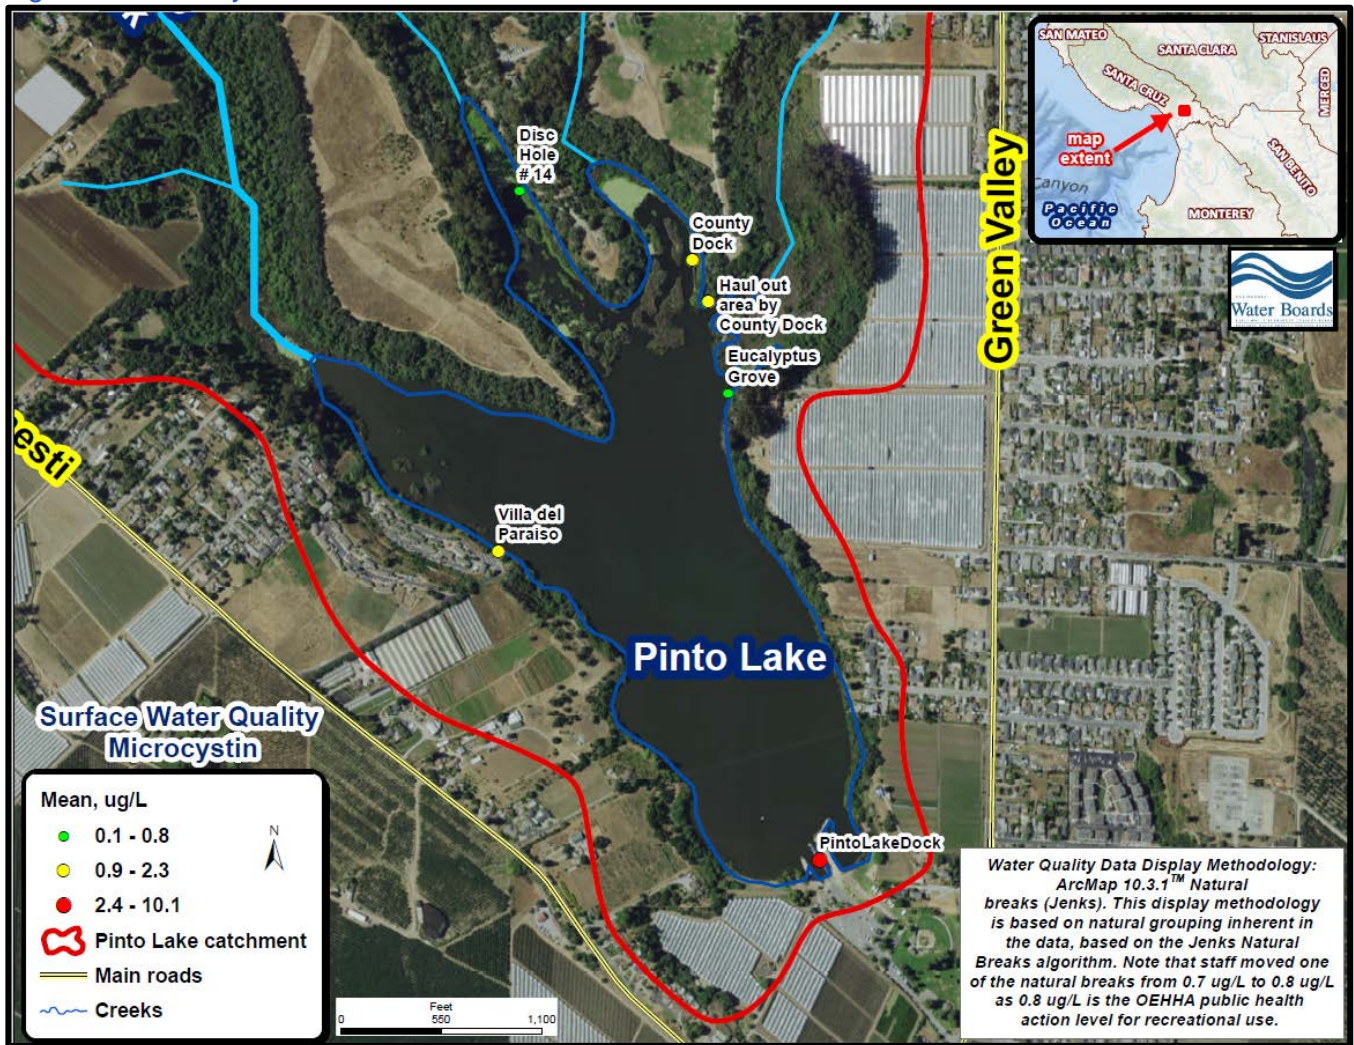 Disc
Hole
# 14
County
Dock
Haul out
area by
County Dock
Eucalyptus
Grove
Villa del
Paraiso
Pinto Lake
PintoLakeDock
Green Valley
esti
SAN MATEO
SANTA CLARA
STANISLAUS
SANTA CRUZ
MERCED
map
extent
SAN BENITO
Canyon
Pacific
Ocean
MONTEREY
Water Boards
Surface Water Quality
Microcystin
Mean, ug/L
0.1 - 0.8
0.9 - 2.3
2.4 - 10.1
Pinto Lake catchment
Main roads
Creeks
N
Feet
0 550 1,100
Water Quality Data Display Methodology:
ArcMap 10.3.1™ Natural
breaks (Jenks). This display methodology
is based on natural grouping inherent in
the data, based on the Jenks Natural
Breaks algorithm. Note that staff moved one
of the natural breaks from 0.7 ug/L to 0.8 ug/L
as 0.8 ug/L is the OEHHA public health
action level for recreational use.